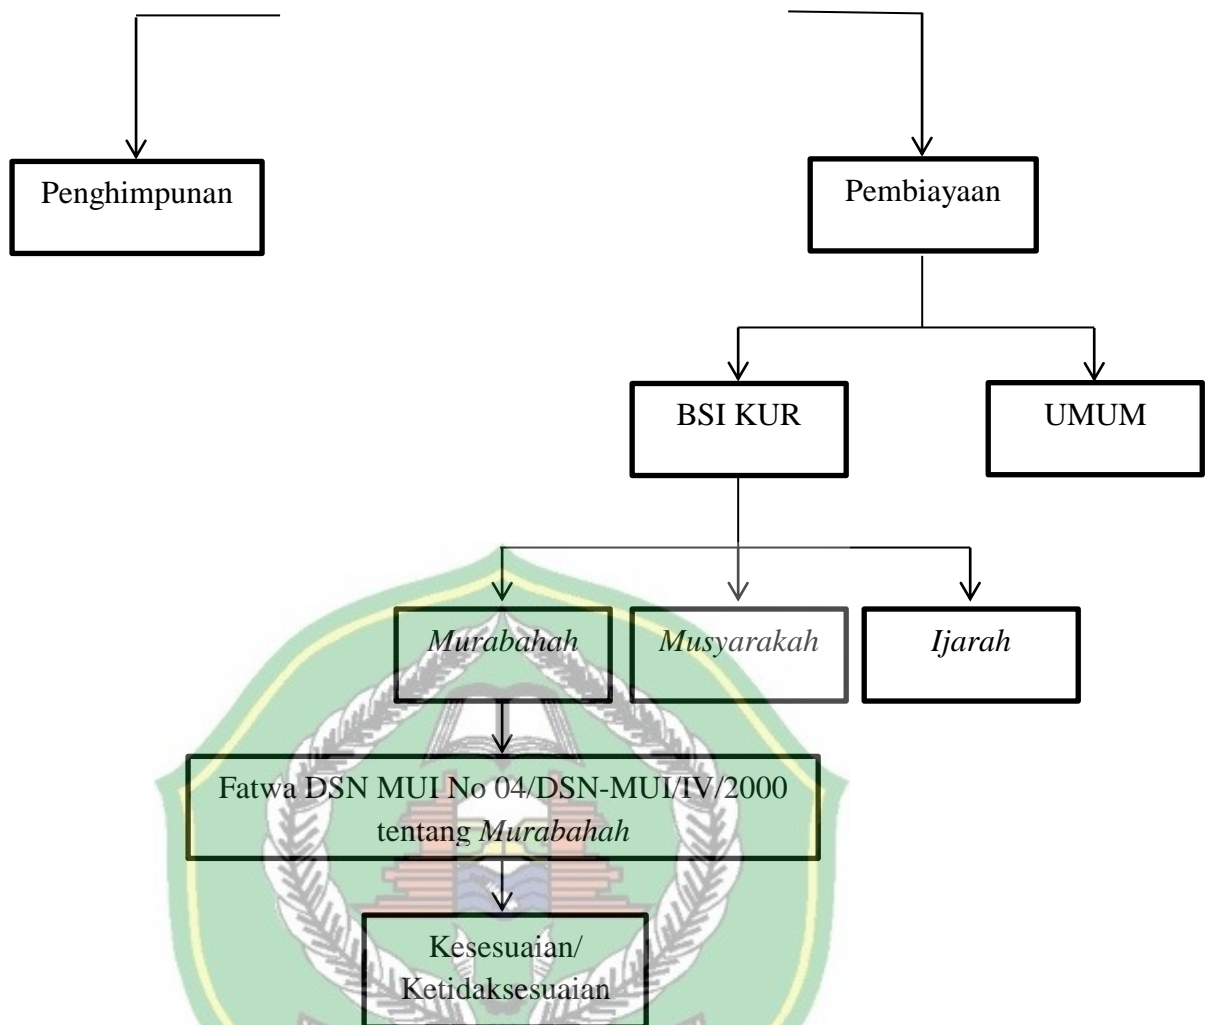 Penghimpunan
Pembiayaan
BSI KUR
UMUM
Murabahah
Musyarakah
Ijarah
Fatwa DSN MUI No 04/DSN-MUI/IV/2000
tentang Murabahah
Kesesuaian/
Ketidaksesuaian